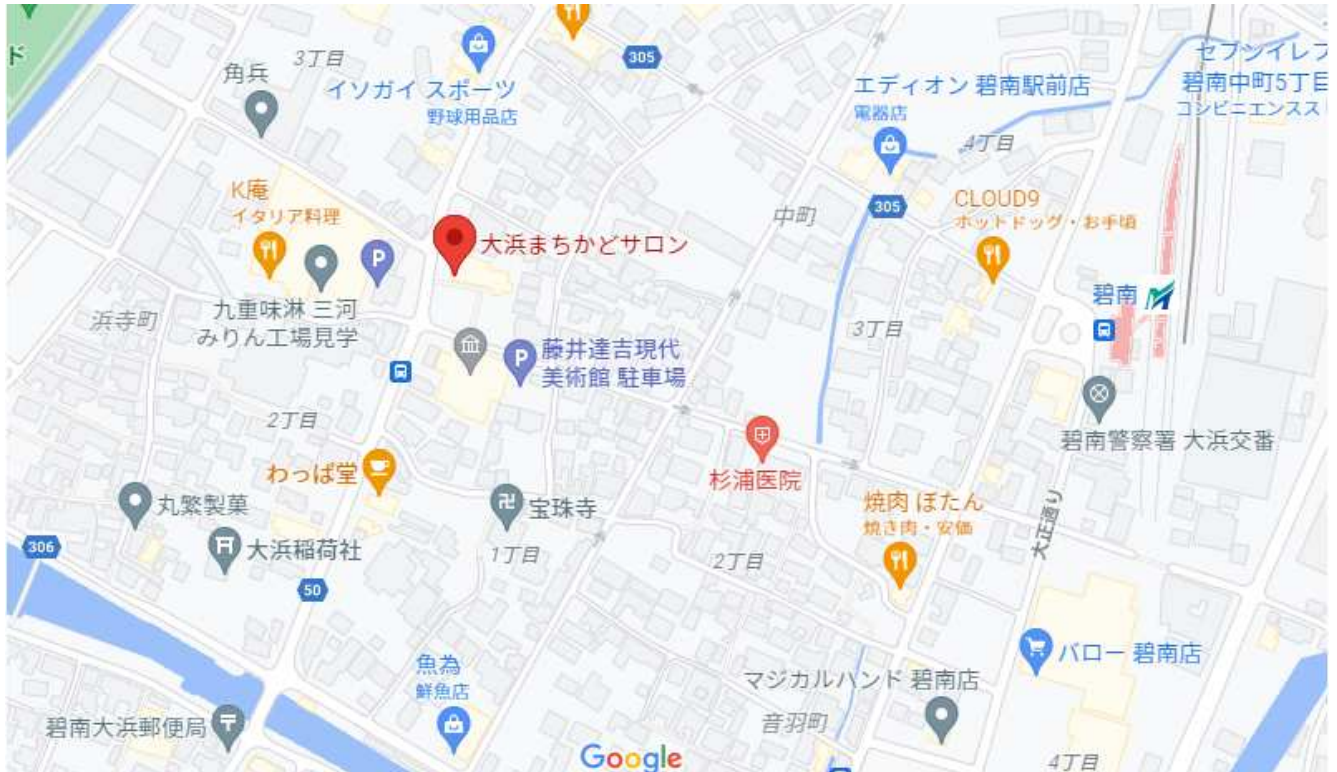 ド
3丁目
角兵
イソガイ スポーツ
野球用品店
305
エディオン 碧南駅前店
電器店
セブンイレブ
碧南中町5丁目
コンビニエンスス
4丁目
K庵
イタリア料理
P
大浜まちかどサロン
中町
305
CLOUD9
ホットドッグ・お手頃
九重味淋 三河
みりん工場見学
浜寺町
P
藤井達吉現代
美術館 駐車場
3丁目
碧南
2丁目
碧南警察署 大浜交番
わっぱ堂
杉浦医院
丸繁製菓
卍
宝珠寺
焼肉 ぼたん
焼き肉・安価
大正通り
306
大浜稲荷社
1丁目
2丁目
50
魚為
鮮魚店
バロー 碧南店
マジカルハンド 碧南店
碧南大浜郵便局
〒
音羽町
Google
4丁目